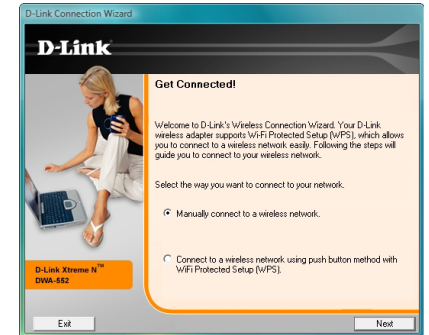 D-Link Connection Wizard
D-Link
Get Connected!
Welcome to D-Link's Wireless Connection Wizard. Your D-Link
wireless adapter supports Wi-Fi Protected Setup (WPS), which allows
you to connect to a wireless network easily. Following the steps will
guide you to connect to your wireless network.
Select the way you want to connect to your network.
Manually connect to a wireless network.
Connect to a wireless network using push button method with
WiFi Protected Setup (WPS).
D-Link Xtreme N™
DWA-552
Exit
Next